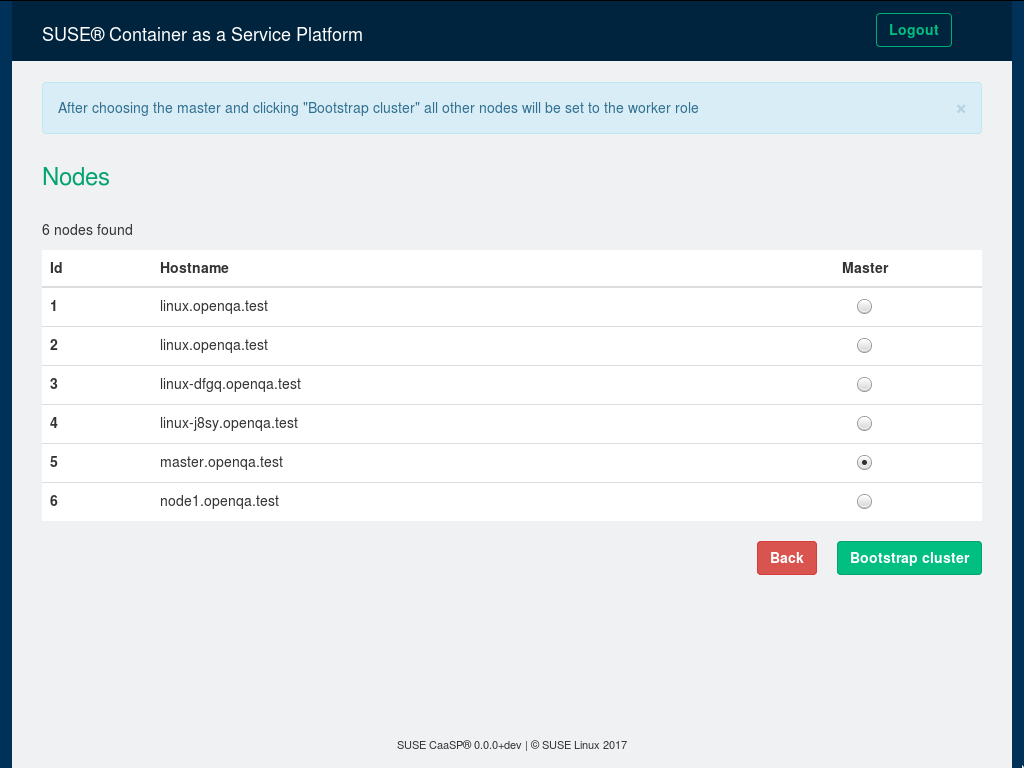 SUSE® Container as a Service Platform
Logout
After choosing the master and clicking "Bootstrap cluster" all other nodes will be set to the worker role ×
Nodes
6 nodes found
Id Hostname Master
1 linux.openqa.test
2 linux.openqa.test
3 linux-dfgq.openqa.test
4 linux-j8sy.openqa.test
5 master.openqa.test
6 node1.openqa.test
Back Bootstrap cluster
SUSE CaaSP® 0.0.0+dev | © SUSE Linux 2017